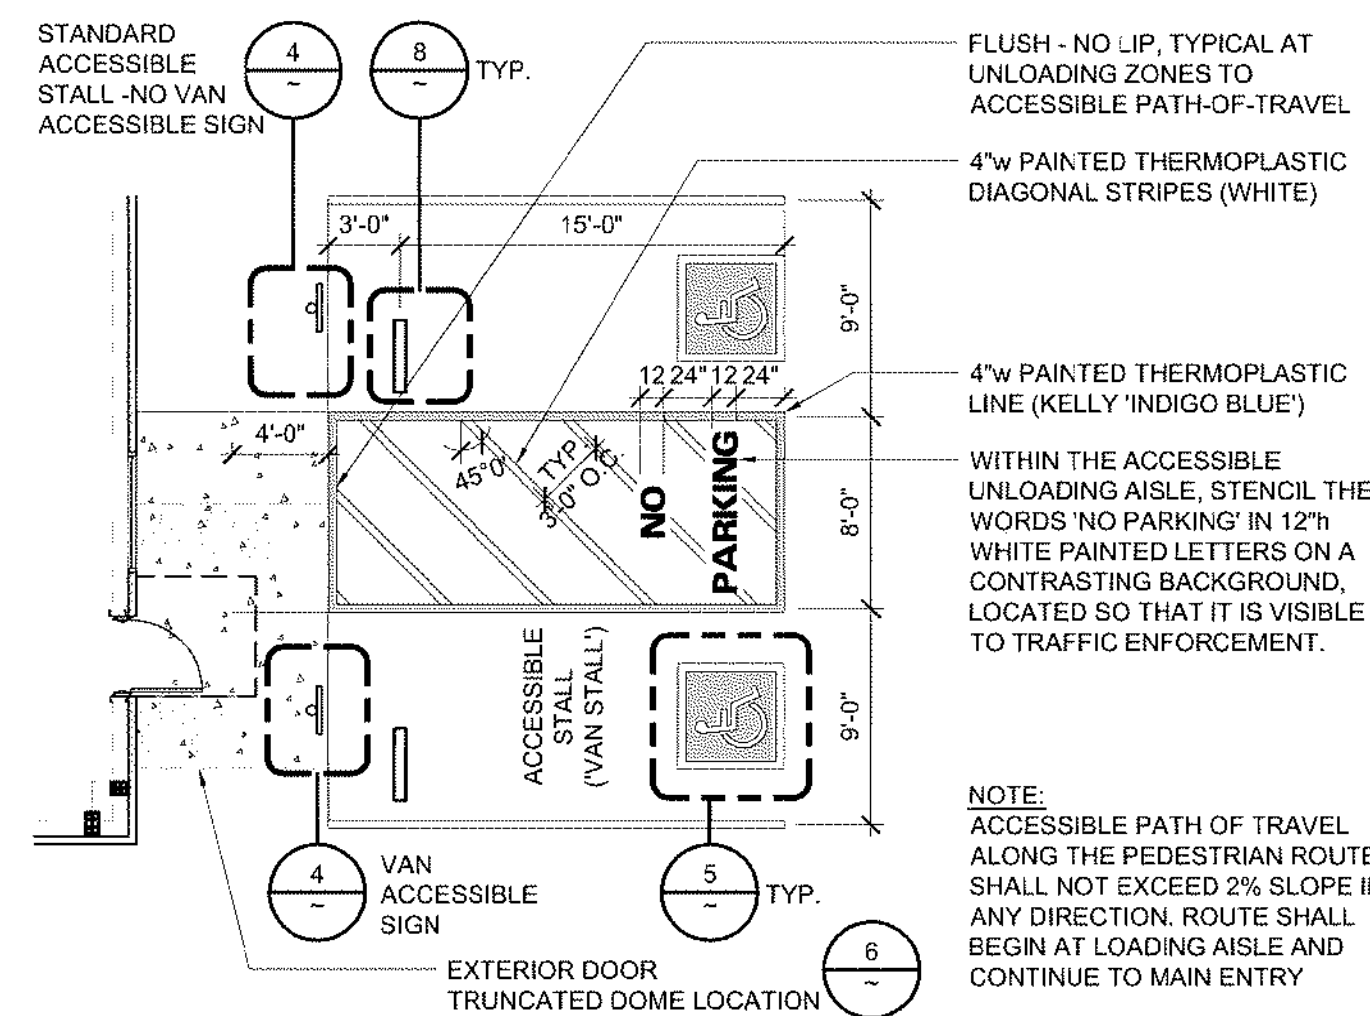 STANDARD
ACCESSIBLE
STALL -NO VAN
ACCESSIBLE SIGN
4
~
8
~
TYP.
FLUSH - NO LIP, TYPICAL AT
UNLOADING ZONES TO
ACCESSIBLE PATH-OF-TRAVEL
4"w PAINTED THERMOPLASTIC
DIAGONAL STRIPES (WHITE)
3'-0"
15'-0"
9'-0"
12 24" 12 24"
4"w PAINTED THERMOPLASTIC
LINE (KELLY 'INDIGO BLUE')
4'-0"
45°0'
TYP.
3'-0" O.C.
NO
PARKING
8'-0"
WITHIN THE ACCESSIBLE
UNLOADING AISLE, STENCIL THE
WORDS 'NO PARKING' IN 12"h
WHITE PAINTED LETTERS ON A
CONTRASTING BACKGROUND,
LOCATED SO THAT IT IS VISIBLE
TO TRAFFIC ENFORCEMENT.
ACCESSIBLE
STALL
('VAN STALL')
9'-0"
4
~
VAN
ACCESSIBLE
SIGN
5
~
TYP.
6
~
EXTERIOR DOOR
TRUNCATED DOME LOCATION
NOTE:
ACCESSIBLE PATH OF TRAVEL
ALONG THE PEDESTRIAN ROUTE
SHALL NOT EXCEED 2% SLOPE
ANY DIRECTION. ROUTE SHALL
BEGIN AT LOADING AISLE AND
CONTINUE TO MAIN ENTRY